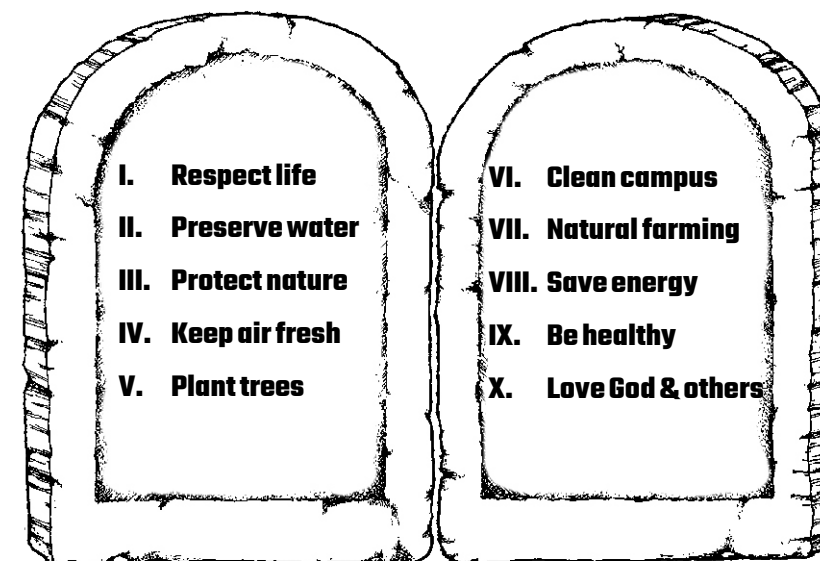 I. Respect life
II. Preserve water
III. Protect nature
IV. Keep air fresh
V. Plant trees
VI. Clean campus
VII. Natural farming
VIII. Save energy
IX. Be healthy
X. Love God & others